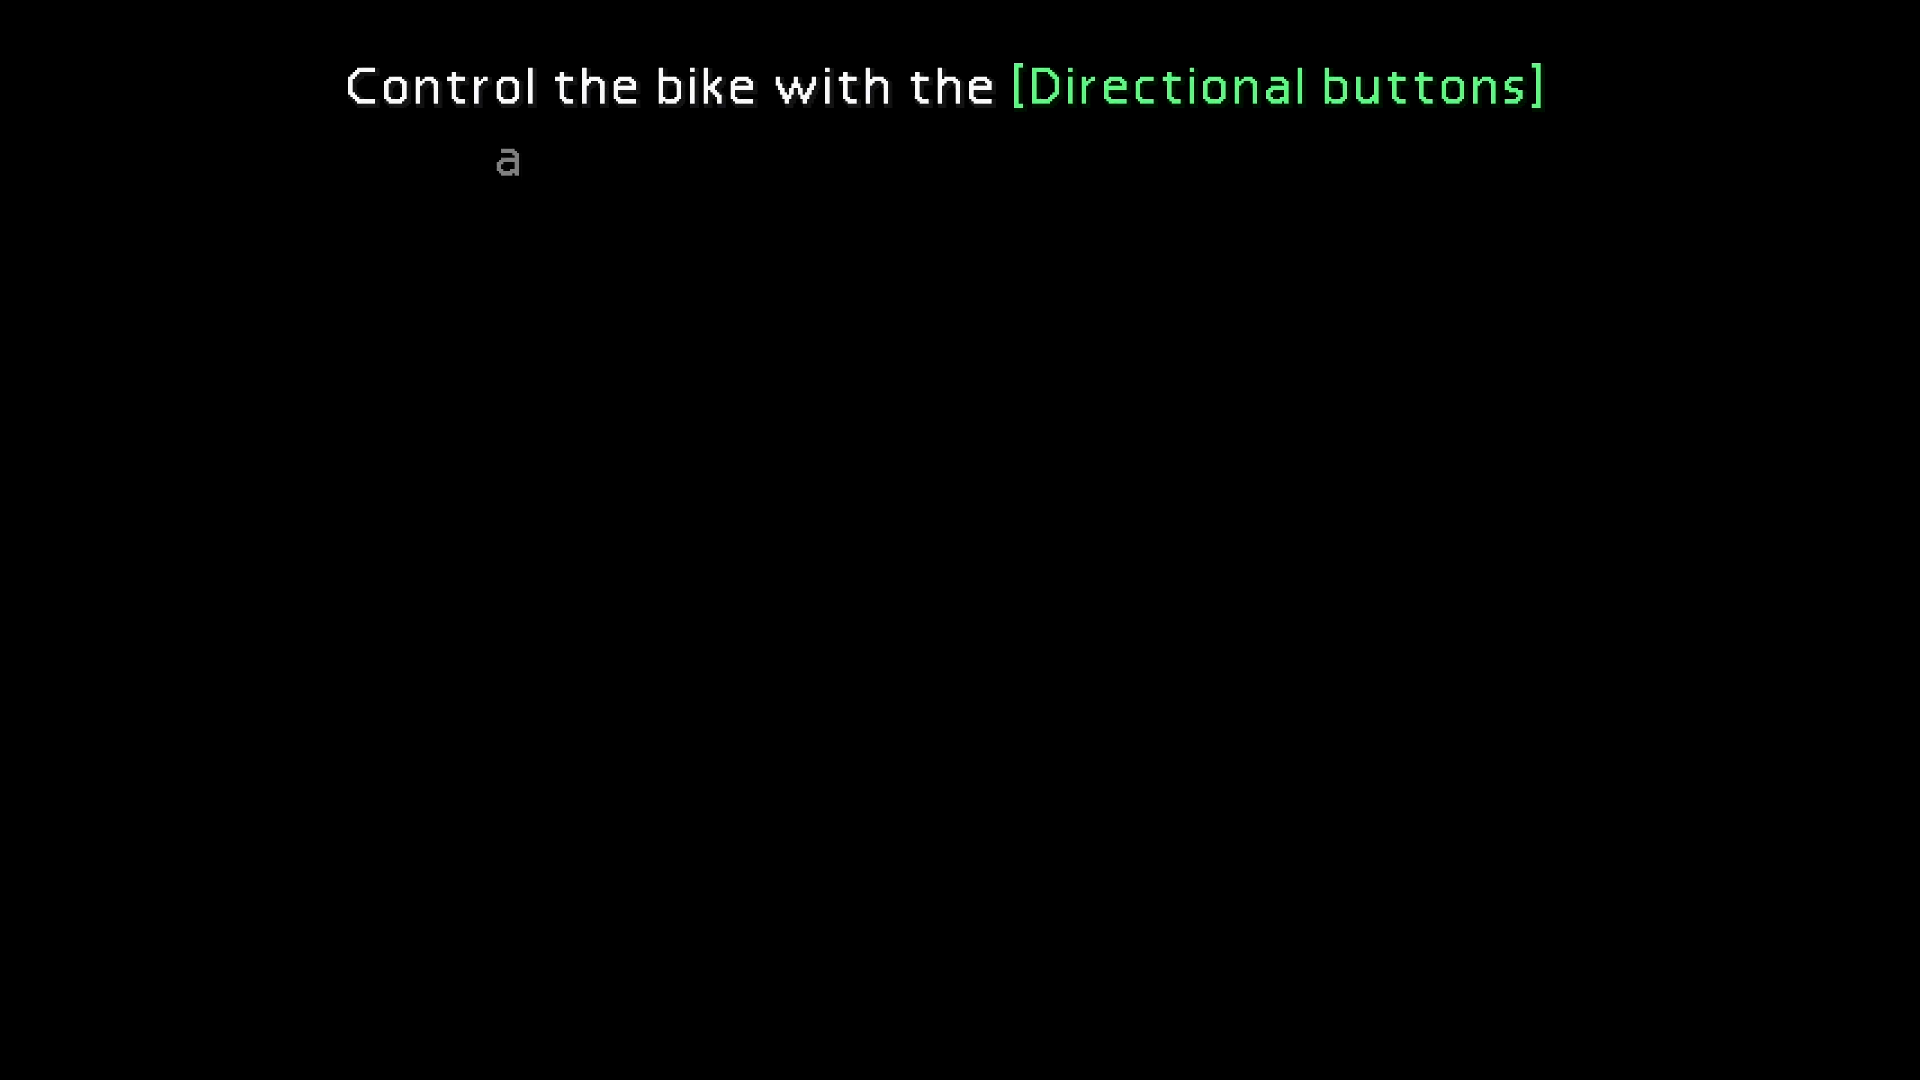 Control the bike with the [Directional buttons]
a